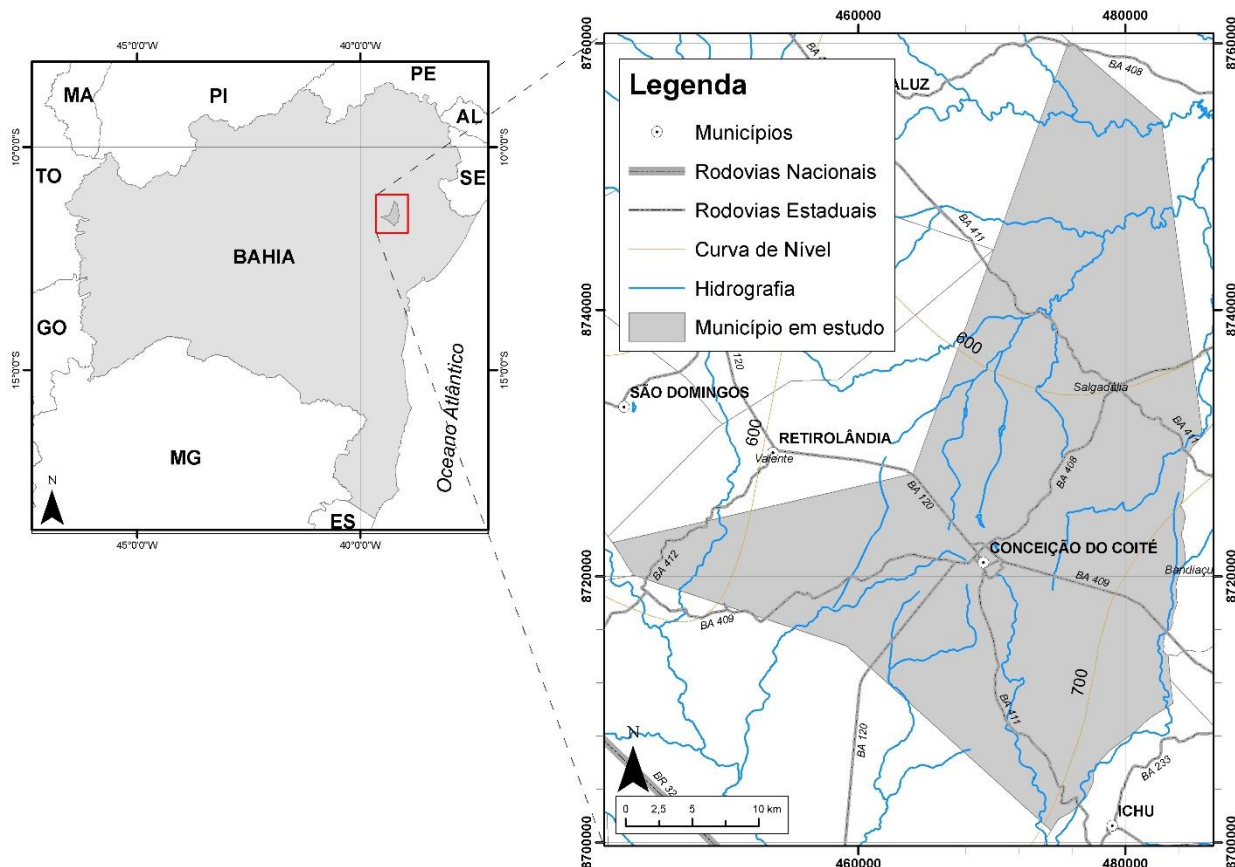 45°0'0"W
40°0'0"W
MA
PI
PE
AL
SE
TO
BAHIA
GO
MG
ES
Oceano Atlântico
N
10°0'0"S
15°0'0"S
10°0'0"S
15°0'0"S
45°0'0"W
40°0'0"W
460000
480000
8760000
8740000
8720000
8700000
8760000
8740000
8720000
8700000
Legenda
Municípios
Rodovias Nacionais
Rodovias Estaduais
Curva de Nível
Hidrografia
Município em estudo
BA
ALUZ
BA 408
BA 411
600
120
SÃO DOMINGOS
600
RETIROLÂNDIA
Valente
Salgadália
BA 411
BA 408
BA 120
CONCEIÇÃO DO COITÉ
BA 412
BA 409
BA 409
Bandiaçu
700
BA 411
BA 120
BR 32
BA 233
ICHU
N
0 2,5 5 10 km
460000
480000